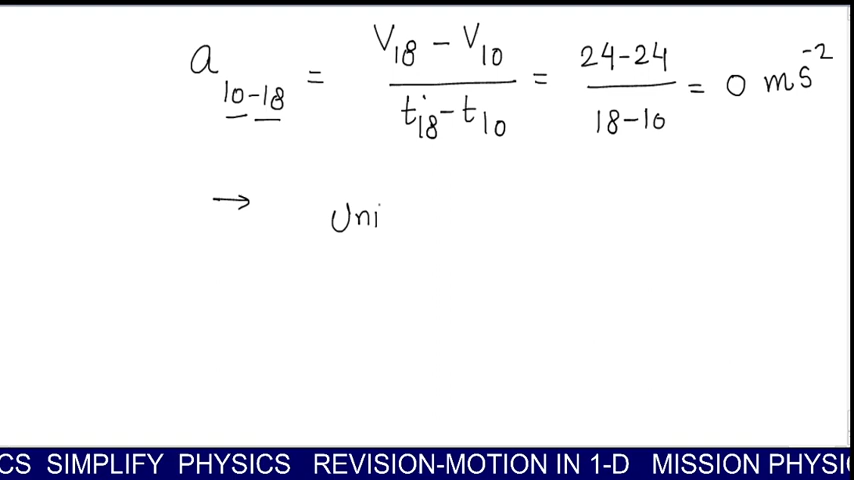 a₁₀₋₁₈ = (V₁₈ - V₁₀) / (t₁₈ - t₁₀) = (24-24) / (18-10) = 0 ms⁻²
→ Uni
CS SIMPLIFY PHYSICS REVISION-MOTION IN 1-D MISSION PHYSI